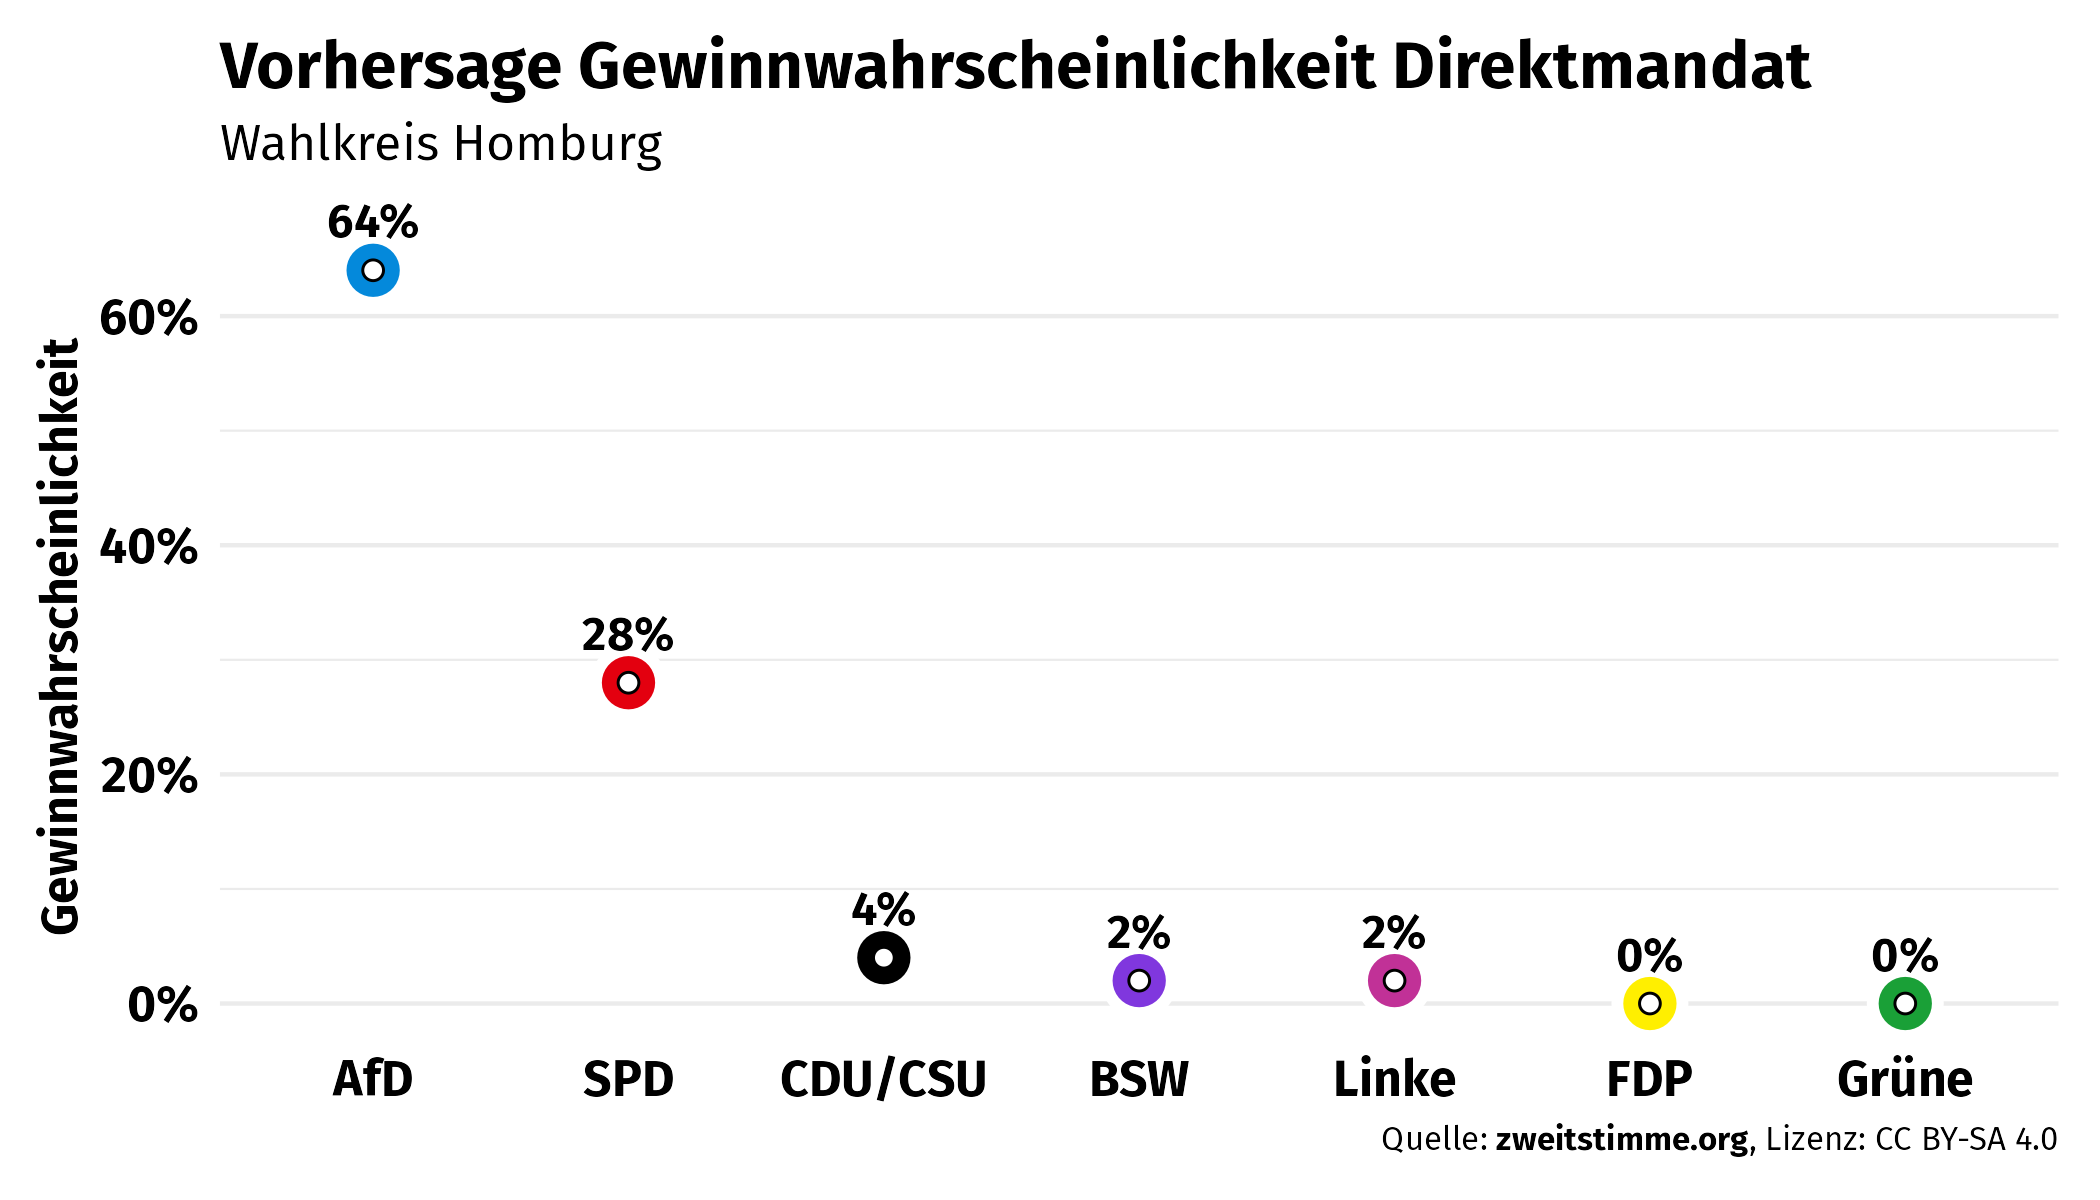 Vorhersage Gewinnwahrscheinlichkeit Direktmandat
Wahlkreis Homburg
64%
60%
Gewinnwahrscheinlichkeit
40%
28%
20%
4%
2%
2%
0%
0%
0%
AfD SPD CDU/CSU BSW Linke FDP Grüne
Quelle: zweitstimme.org, Lizenz: CC BY-SA 4.0